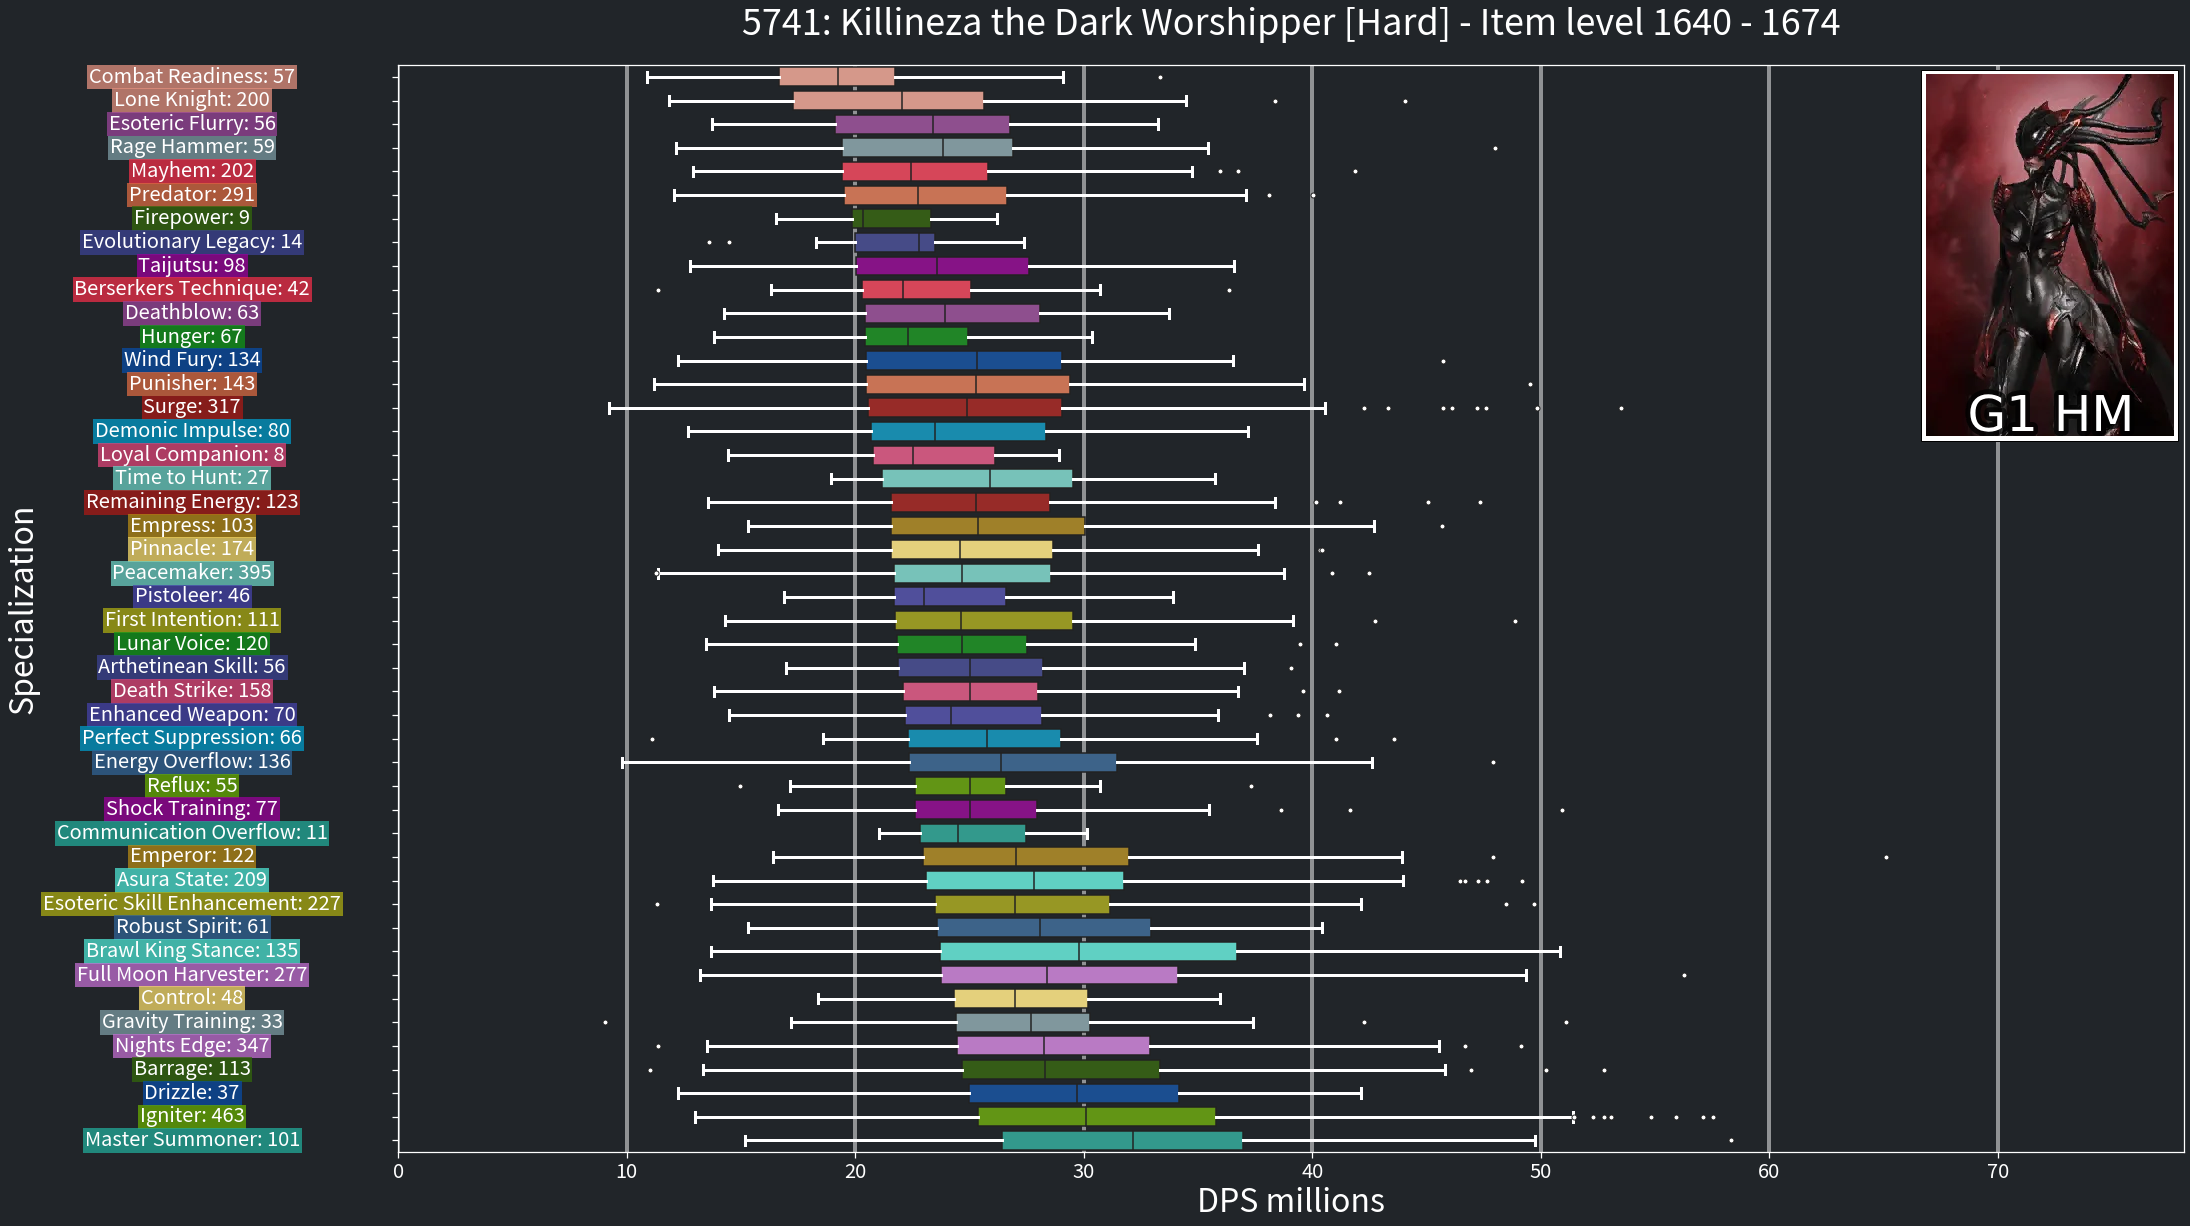 5741: Killineza the Dark Worshipper [Hard] - Item level 1640 - 1674
Combat Readiness: 57
Lone Knight: 200
Esoteric Flurry: 56
Rage Hammer: 59
Mayhem: 202
Predator: 291
Firepower: 9
Evolutionary Legacy: 14
Taijutsu: 98
Berserkers Technique: 42
Deathblow: 63
Hunger: 67
Wind Fury: 134
Punisher: 143
Surge: 317
Demonic Impulse: 80
Loyal Companion: 8
Time to Hunt: 27
Remaining Energy: 123
Empress: 103
Pinnacle: 174
Peacemaker: 395
Pistoleer: 46
First Intention: 111
Lunar Voice: 120
Arthetinean Skill: 56
Death Strike: 158
Enhanced Weapon: 70
Perfect Suppression: 66
Energy Overflow: 136
Reflux: 55
Shock Training: 77
Communication Overflow: 11
Emperor: 122
Asura State: 209
Esoteric Skill Enhancement: 227
Robust Spirit: 61
Brawl King Stance: 135
Full Moon Harvester: 277
Control: 48
Gravity Training: 33
Nights Edge: 347
Barrage: 113
Drizzle: 37
Igniter: 463
Master Summoner: 101
Specialization
G1 HM
0 10 20 30 40 50 60 70
DPS millions